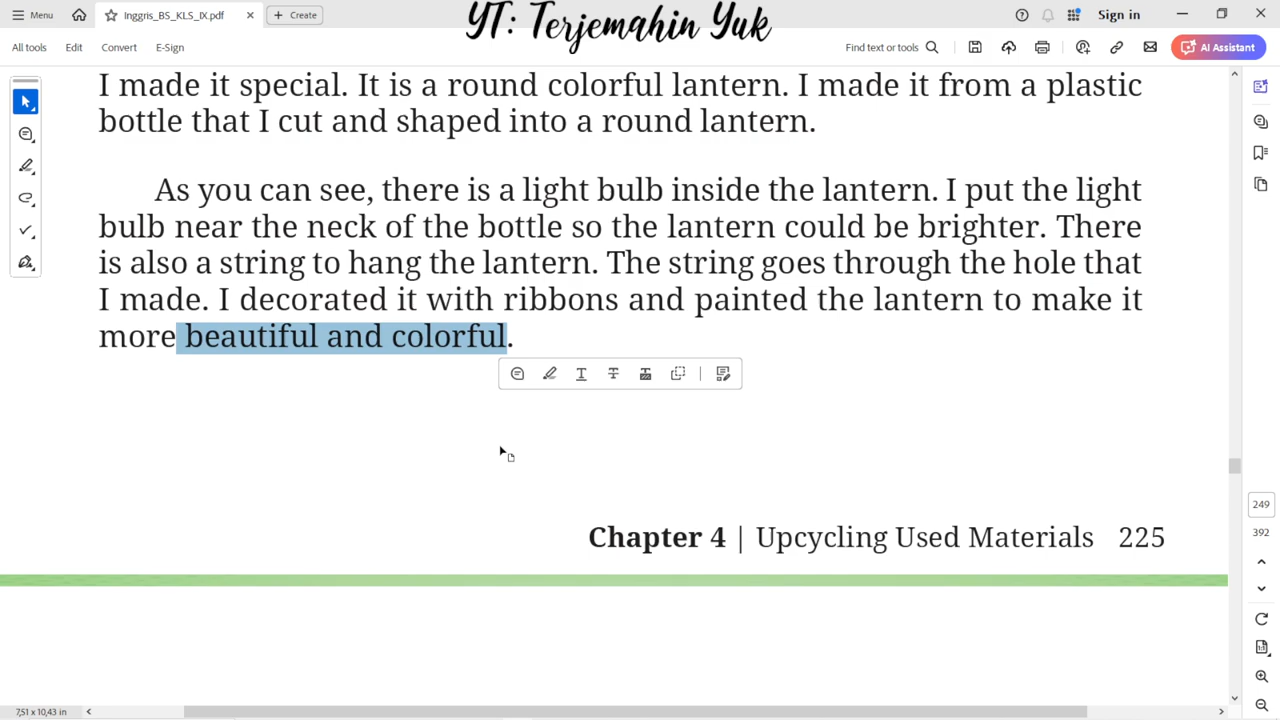 Menu
Inggris_BS_KLS_IX.pdf
Create
YT: Terjemahin Yuk
Sign in
All tools
Edit
Convert
E-Sign
Find text or tools
AI Assistant
I made it special. It is a round colorful lantern. I made it from a plastic
bottle that I cut and shaped into a round lantern.
As you can see, there is a light bulb inside the lantern. I put the light
bulb near the neck of the bottle so the lantern could be brighter. There
is also a string to hang the lantern. The string goes through the hole that
I made. I decorated it with ribbons and painted the lantern to make it
more beautiful and colorful.
249
392
Chapter 4 | Upcycling Used Materials 225
7,51 x 10,43 in